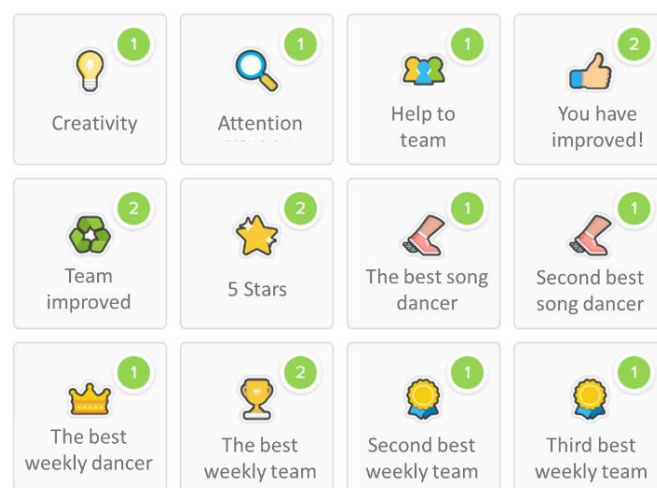 1
Creativity
1
Attention
1
Help to
team
2
You have
improved!
2
Team
improved
2
5 Stars
1
The best song
dancer
1
Second best
song dancer
1
The best
weekly dancer
2
The best
weekly team
1
Second best
weekly team
1
Third best
weekly team